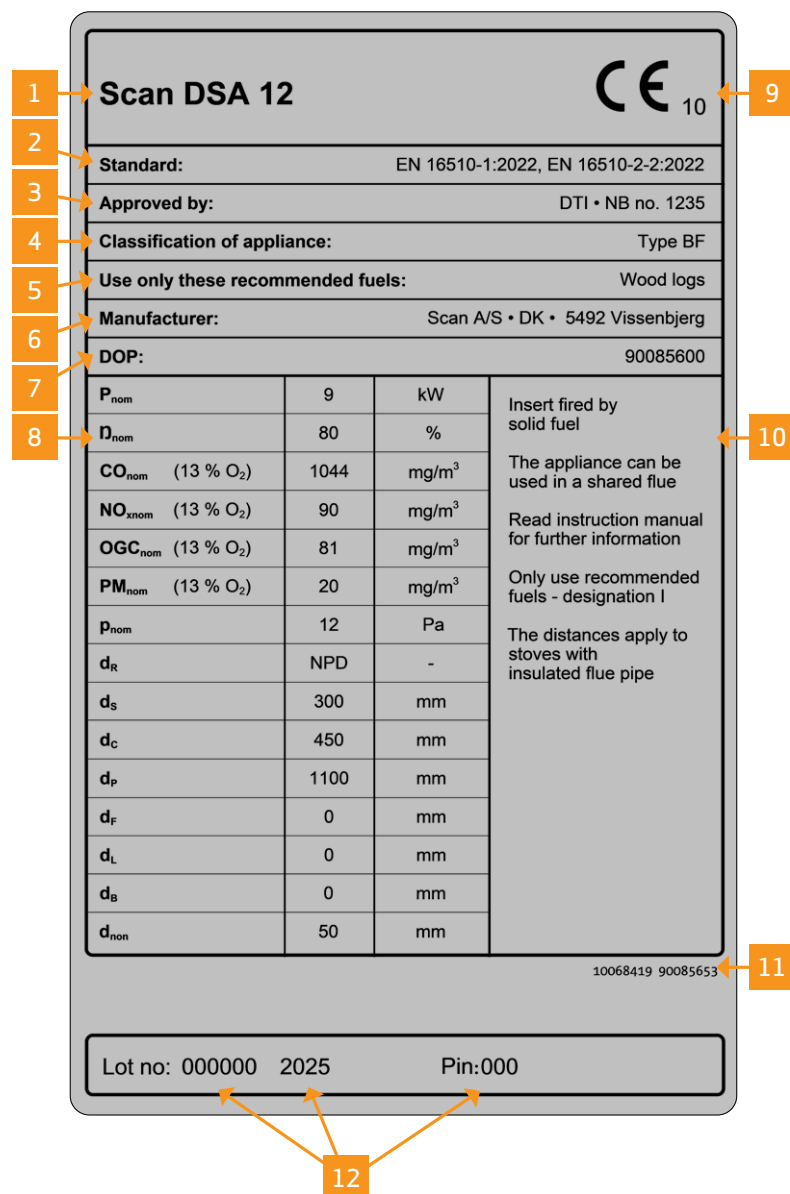 1
Scan DSA 12
CE 10
9
2
Standard: EN 16510-1:2022, EN 16510-2-2:2022
3
Approved by: DTI • NB no. 1235
4
Classification of appliance: Type BF
5
Use only these recommended fuels: Wood logs
6
Manufacturer: Scan A/S • DK • 5492 Vissenbjerg
7
DOP: 90085600
8
Pnom 9 kW
Ŋnom 80 %
COnom (13 % O₂) 1044 mg/m³
NOxnom (13 % O₂) 90 mg/m³
OGCnom (13 % O₂) 81 mg/m³
PMnom (13 % O₂) 20 mg/m³
pnom 12 Pa
dR NPD -
dS 300 mm
dC 450 mm
dP 1100 mm
dF 0 mm
dL 0 mm
dB 0 mm
dnon 50 mm
Insert fired by
solid fuel
The appliance can be
used in a shared flue
Read instruction manual
for further information
Only use recommended
fuels - designation I
The distances apply to
stoves with
insulated flue pipe
10
10068419 90085653
11
Lot no: 000000 2025 Pin:000
12